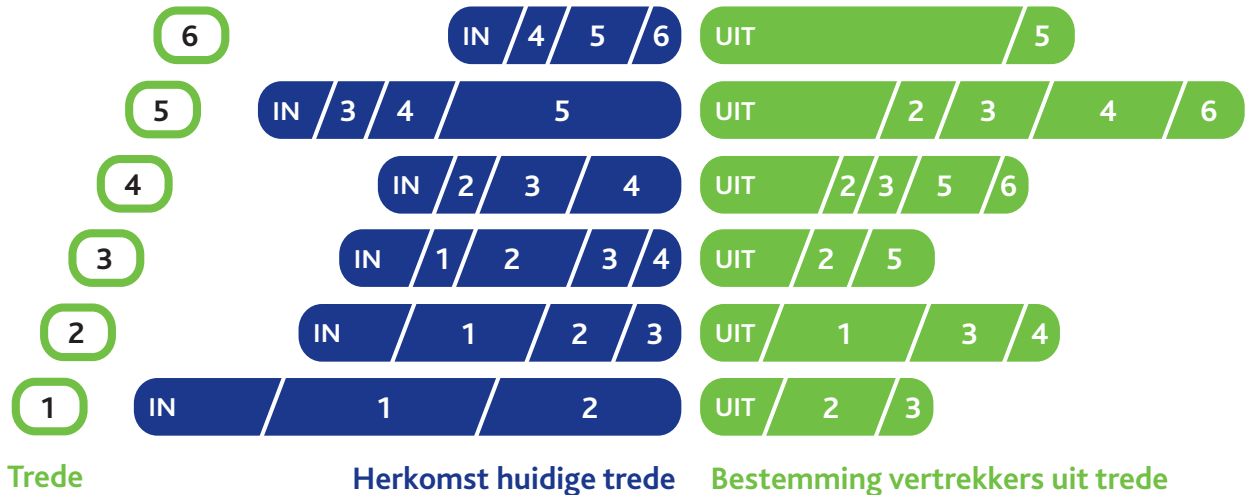 6 IN 4 5 6 UIT 5
5 IN 3 4 5 UIT 2 3 4 6
4 IN 2 3 4 UIT 2 3 5 6
3 IN 1 2 3 4 UIT 2 5
2 IN 1 2 3 UIT 1 3 4
1 IN 1 2 UIT 2 3
Trede Herkomst huidige trede Bestemming vertrekkers uit trede